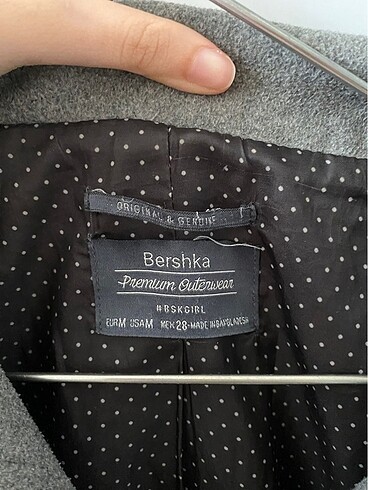 ORIGINAL & GENUINE
Bershka
Premium Outerwear
#BSKGIRL
EUR M USA M MEX 28-MADE IN BANGLADESH